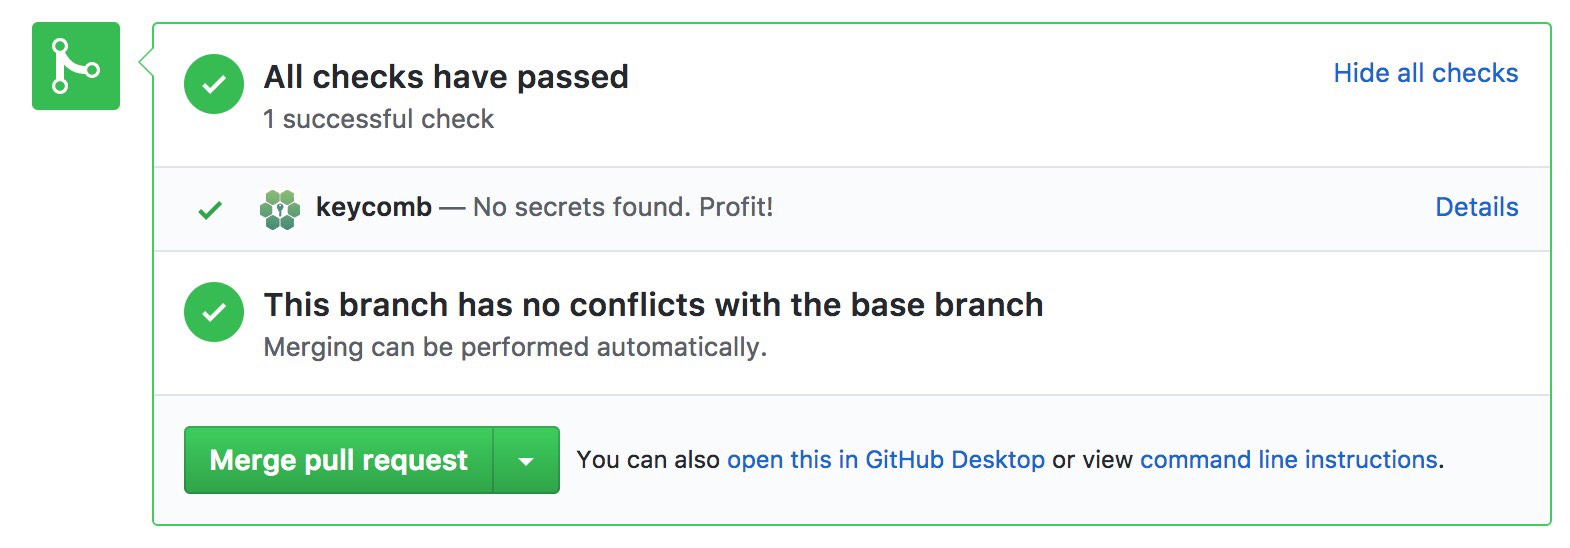 All checks have passed
Hide all checks
1 successful check
keycomb — No secrets found. Profit!
Details
This branch has no conflicts with the base branch
Merging can be performed automatically.
Merge pull request
You can also open this in GitHub Desktop or view command line instructions.